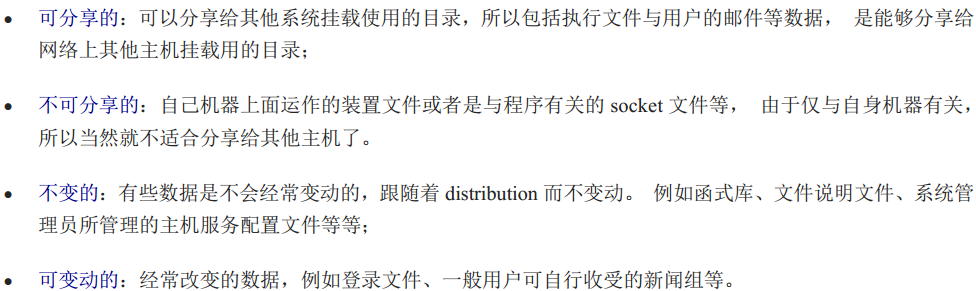 • 可分享的：可以分享给其他系统挂载使用的目录，所以包括执行文件与用户的邮件等数据， 是能够分享给
网络上其他主机挂载用的目录；
• 不可分享的：自己机器上面运作的装置文件或者是与程序有关的 socket 文件等， 由于仅与自身机器有关，
所以当然就不适合分享给其他主机了。
• 不变的：有些数据是不会经常变动的，跟随着 distribution 而不变动。 例如函式库、文件说明文件、系统管
理员所管理的主机服务配置文件等等；
• 可变动的：经常改变的数据，例如登录文件、一般用户可自行收受的新闻组等。